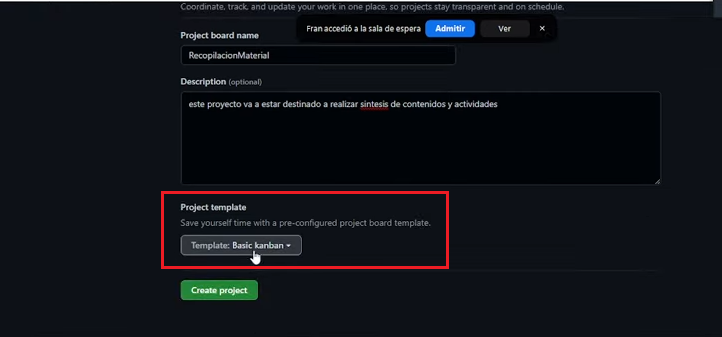 Coordinate, track, and update your work in one place, so projects stay transparent and on schedule.
Fran accedió a la sala de espera Admitir Ver ✕
Project board name
RecopilacionMaterial
Description (optional)
este proyecto va a estar destinado a realizar sintesis de contenidos y actividades
Project template
Save yourself time with a pre-configured project board template.
Template: Basic kanban
Create project